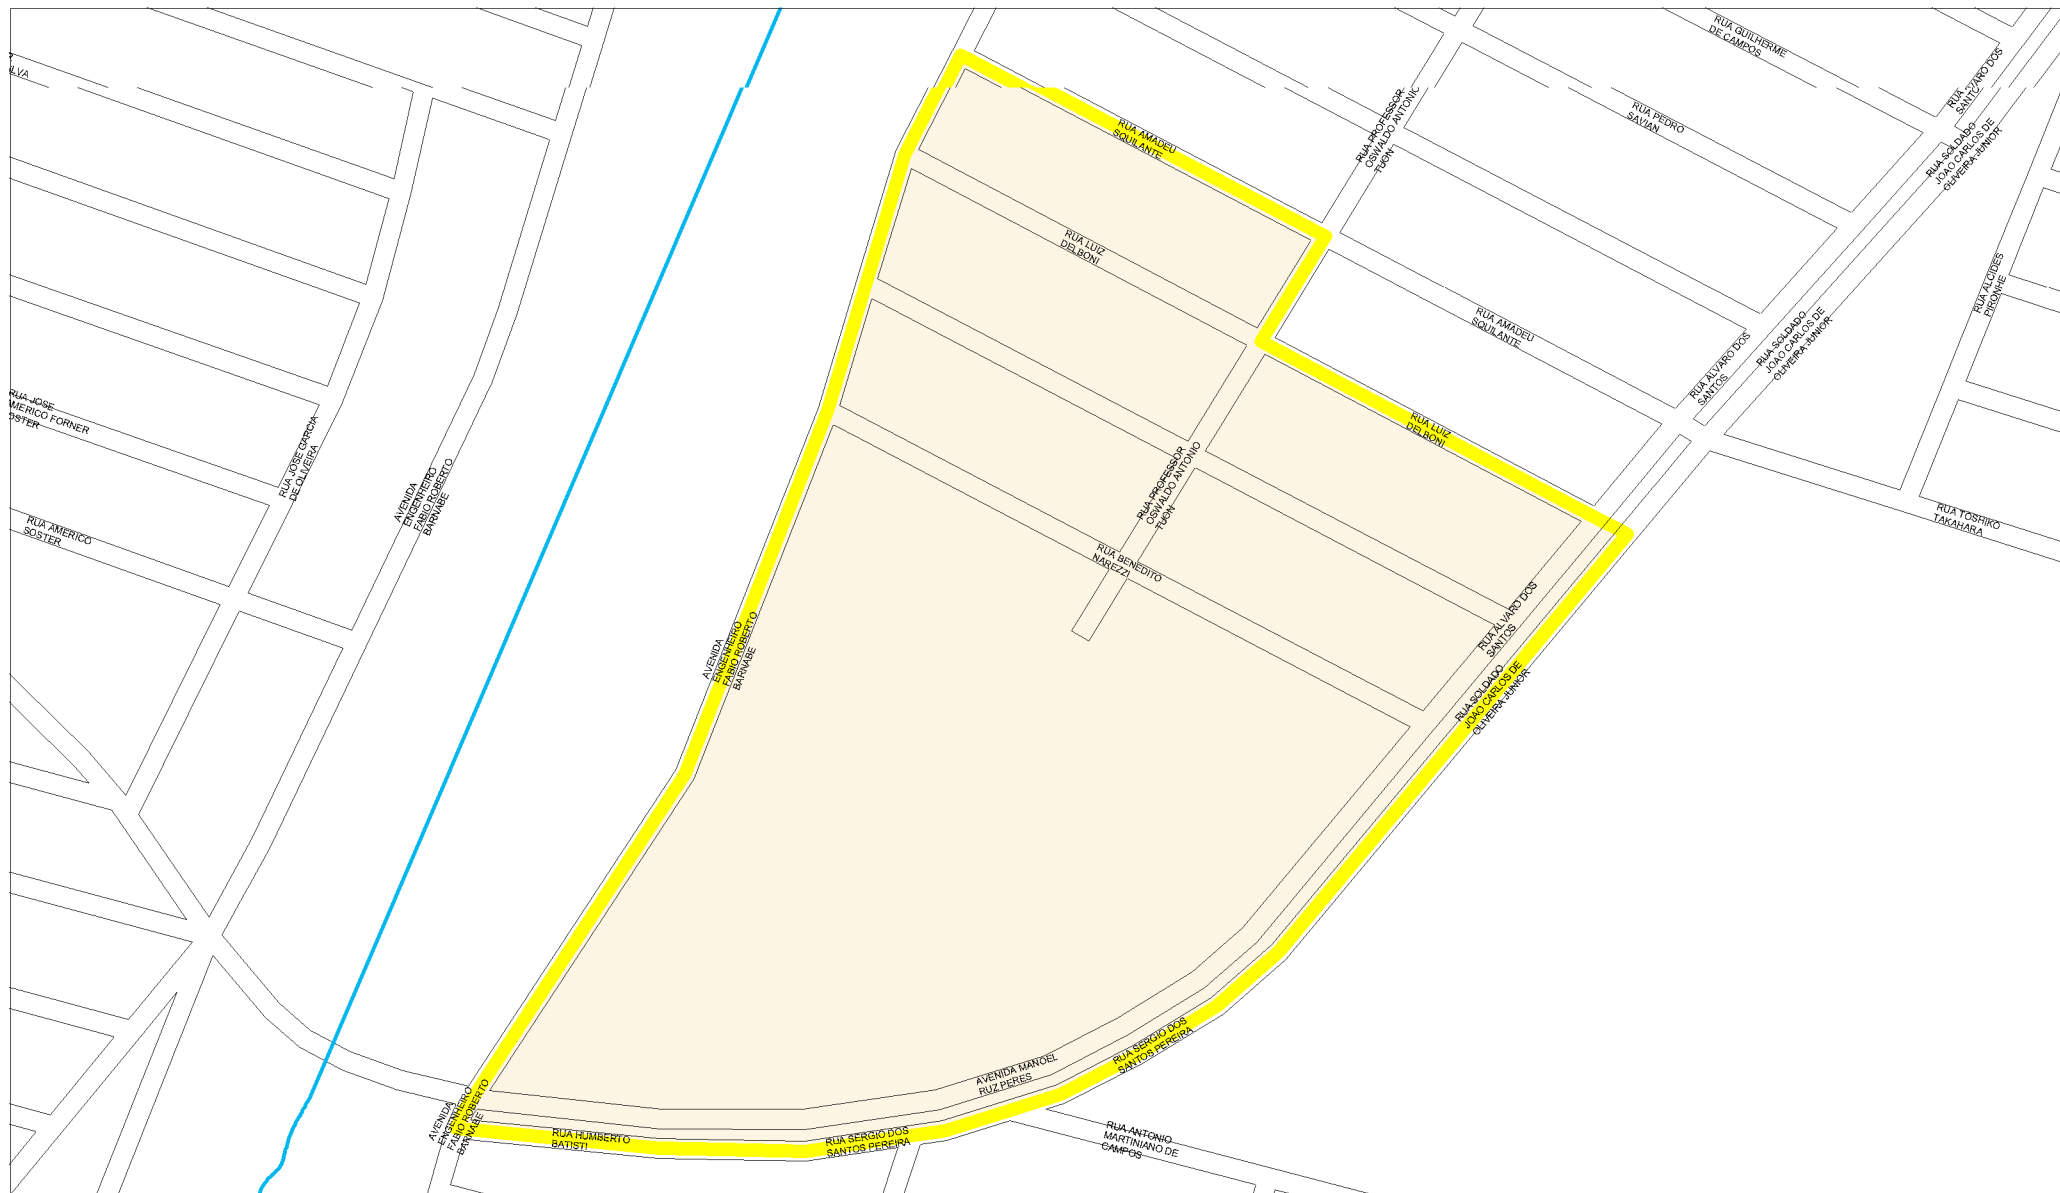 RUA GUILHERME
DE CAMPOS
LVA
RUA PEDRO
SAVIAN
RUA AMADEU
SQUILANTE
RUA PROFESSOR
OSWALDO ANTONIO
TUON
RUA SOLDADO
JOAO CARLOS DE
OLIVEIRA JUNIOR
RUA LUIZ
DELBONI
RUA ALCIDES
PIRONHE
RUA AMADEU
SQUILANTE
RUA SOLDADO
JOAO CARLOS DE
OLIVEIRA JUNIOR
RUA ALVARO DOS
SANTOS
RUA JOSE
AMERICO FORNER
OSTER
RUA JOSE GARCIA
DE OLIVEIRA
RUA LUIZ
DELBONI
AVENIDA
ENGENHEIRO
FABIO ROBERTO
BARNABE
RUA PROFESSOR
OSWALDO ANTONIO
TUON
RUA TOSHIKO
TAKAHARA
RUA AMERICO
SOSTER
RUA BENEDITO
NAREZZI
RUA ALVARO DOS
SANTOS
AVENIDA
ENGENHEIRO
FABIO ROBERTO
BARNABE
RUA SOLDADO
JOAO CARLOS DE
OLIVEIRA JUNIOR
RUA SERGIO DOS
SANTOS PEREIRA
AVENIDA MANOEL
RUZ PERES
AVENIDA
ENGENHEIRO
FABIO ROBERTO
BARNABE
RUA HUMBERTO
BATISTI
RUA SERGIO DOS
SANTOS PEREIRA
RUA ANTONIO
MARTINIANO DE
CAMPOS